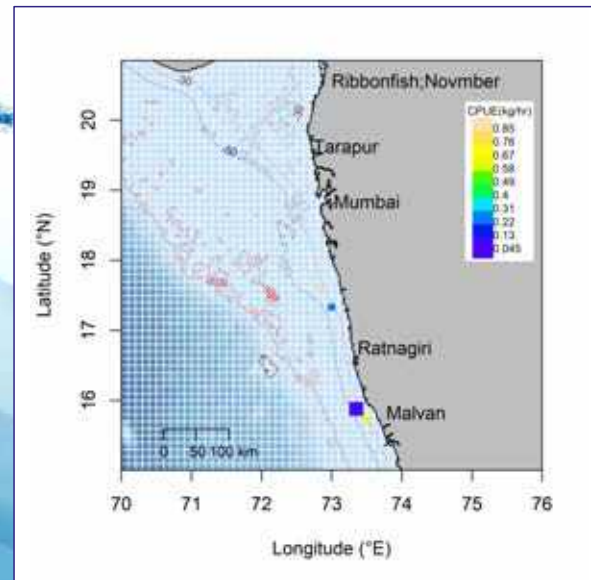 Ribbonfish;Novmber
CPUE(kg/hr)
0.85
0.76
0.67
0.58
0.49
0.4
0.31
0.22
0.13
0.045
Tarapur
Mumbai
Ratnagiri
Malvan
0 50 100 km
Latitude (°N)
20
19
18
17
16
70 71 72 73 74 75 76
Longitude (°E)